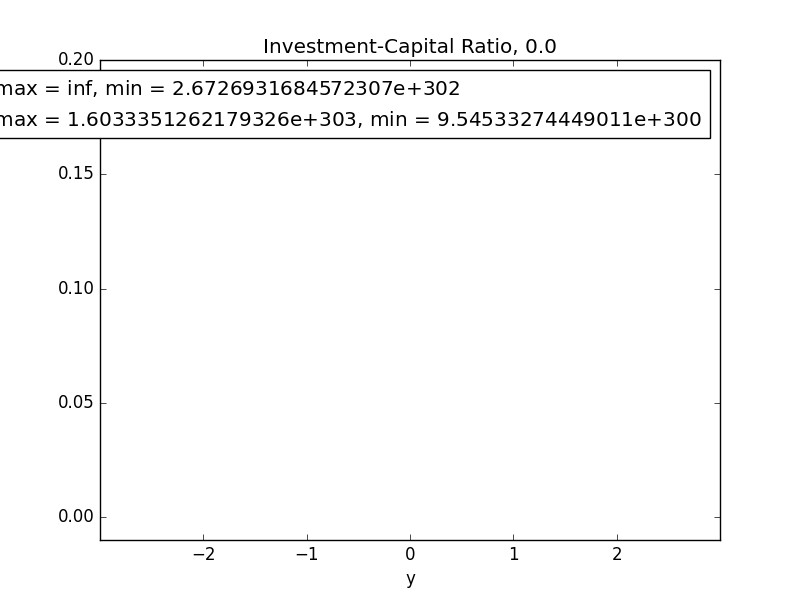 Investment-Capital Ratio, 0.0
0.20
max = inf, min = 2.6726931684572307e+302
max = 1.6033351262179326e+303, min = 9.54533274449011e+300
0.15
0.10
0.05
0.00
−2 −1 0 1 2
y